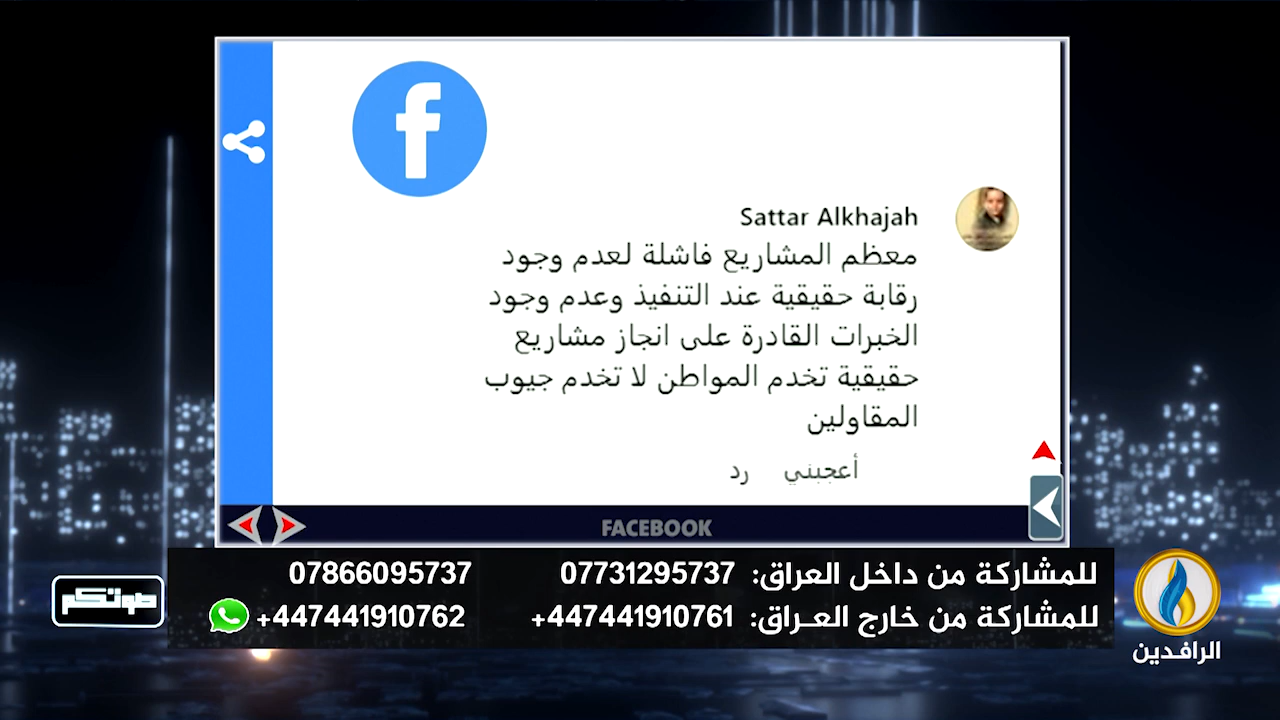 Sattar Alkhajah
معظم المشاريع فاشلة لعدم وجود
رقابة حقيقية عند التنفيذ وعدم وجود
الخبرات القادرة على انجاز مشاريع
حقيقية تخدم المواطن لا تخدم جيوب
المقاولين
أعجبني رد
FACEBOOK
للمشاركة من داخل العراق: 07731295737 07866095737
للمشاركة من خارج العـراق: +447441910761 +447441910762
صوتكم
الرافـدين